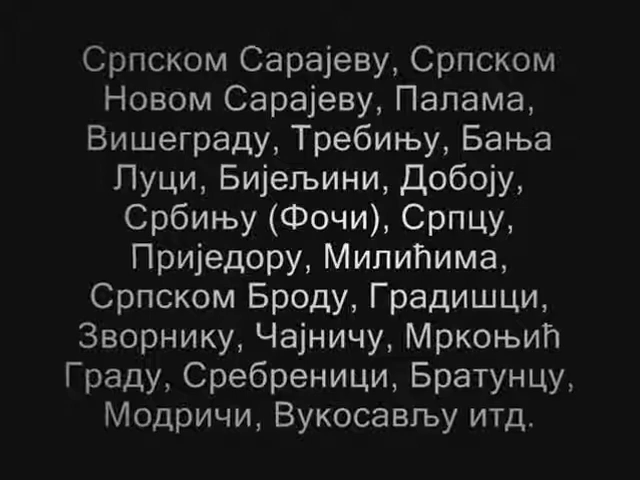 Српском Сарајеву, Српском
Новом Сарајеву, Палама,
Вишеграду, Требињу, Бања
Луци, Бијељини, Добоју,
Србињу (Фочи), Српцу,
Приједору, Милићима,
Српском Броду, Градишци,
Зворнику, Чајничу, Мркоњић
Граду, Сребреници, Братунцу,
Модричи, Вукосављу итд.